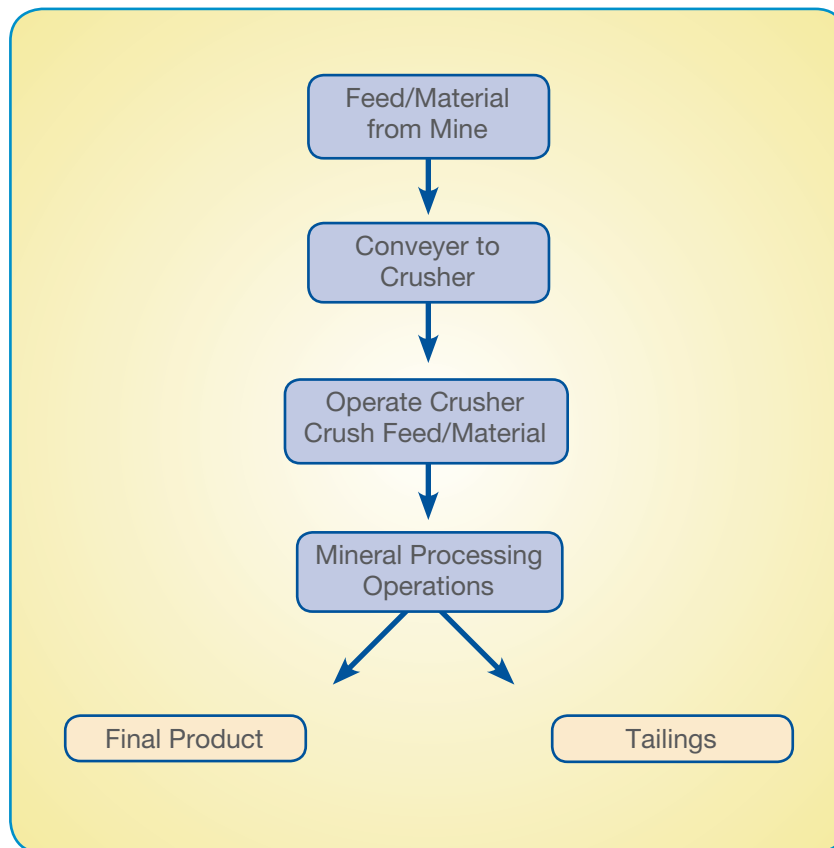 Feed/Material
from Mine
Conveyer to
Crusher
Operate Crusher
Crush Feed/Material
Mineral Processing
Operations
Final Product
Tailings